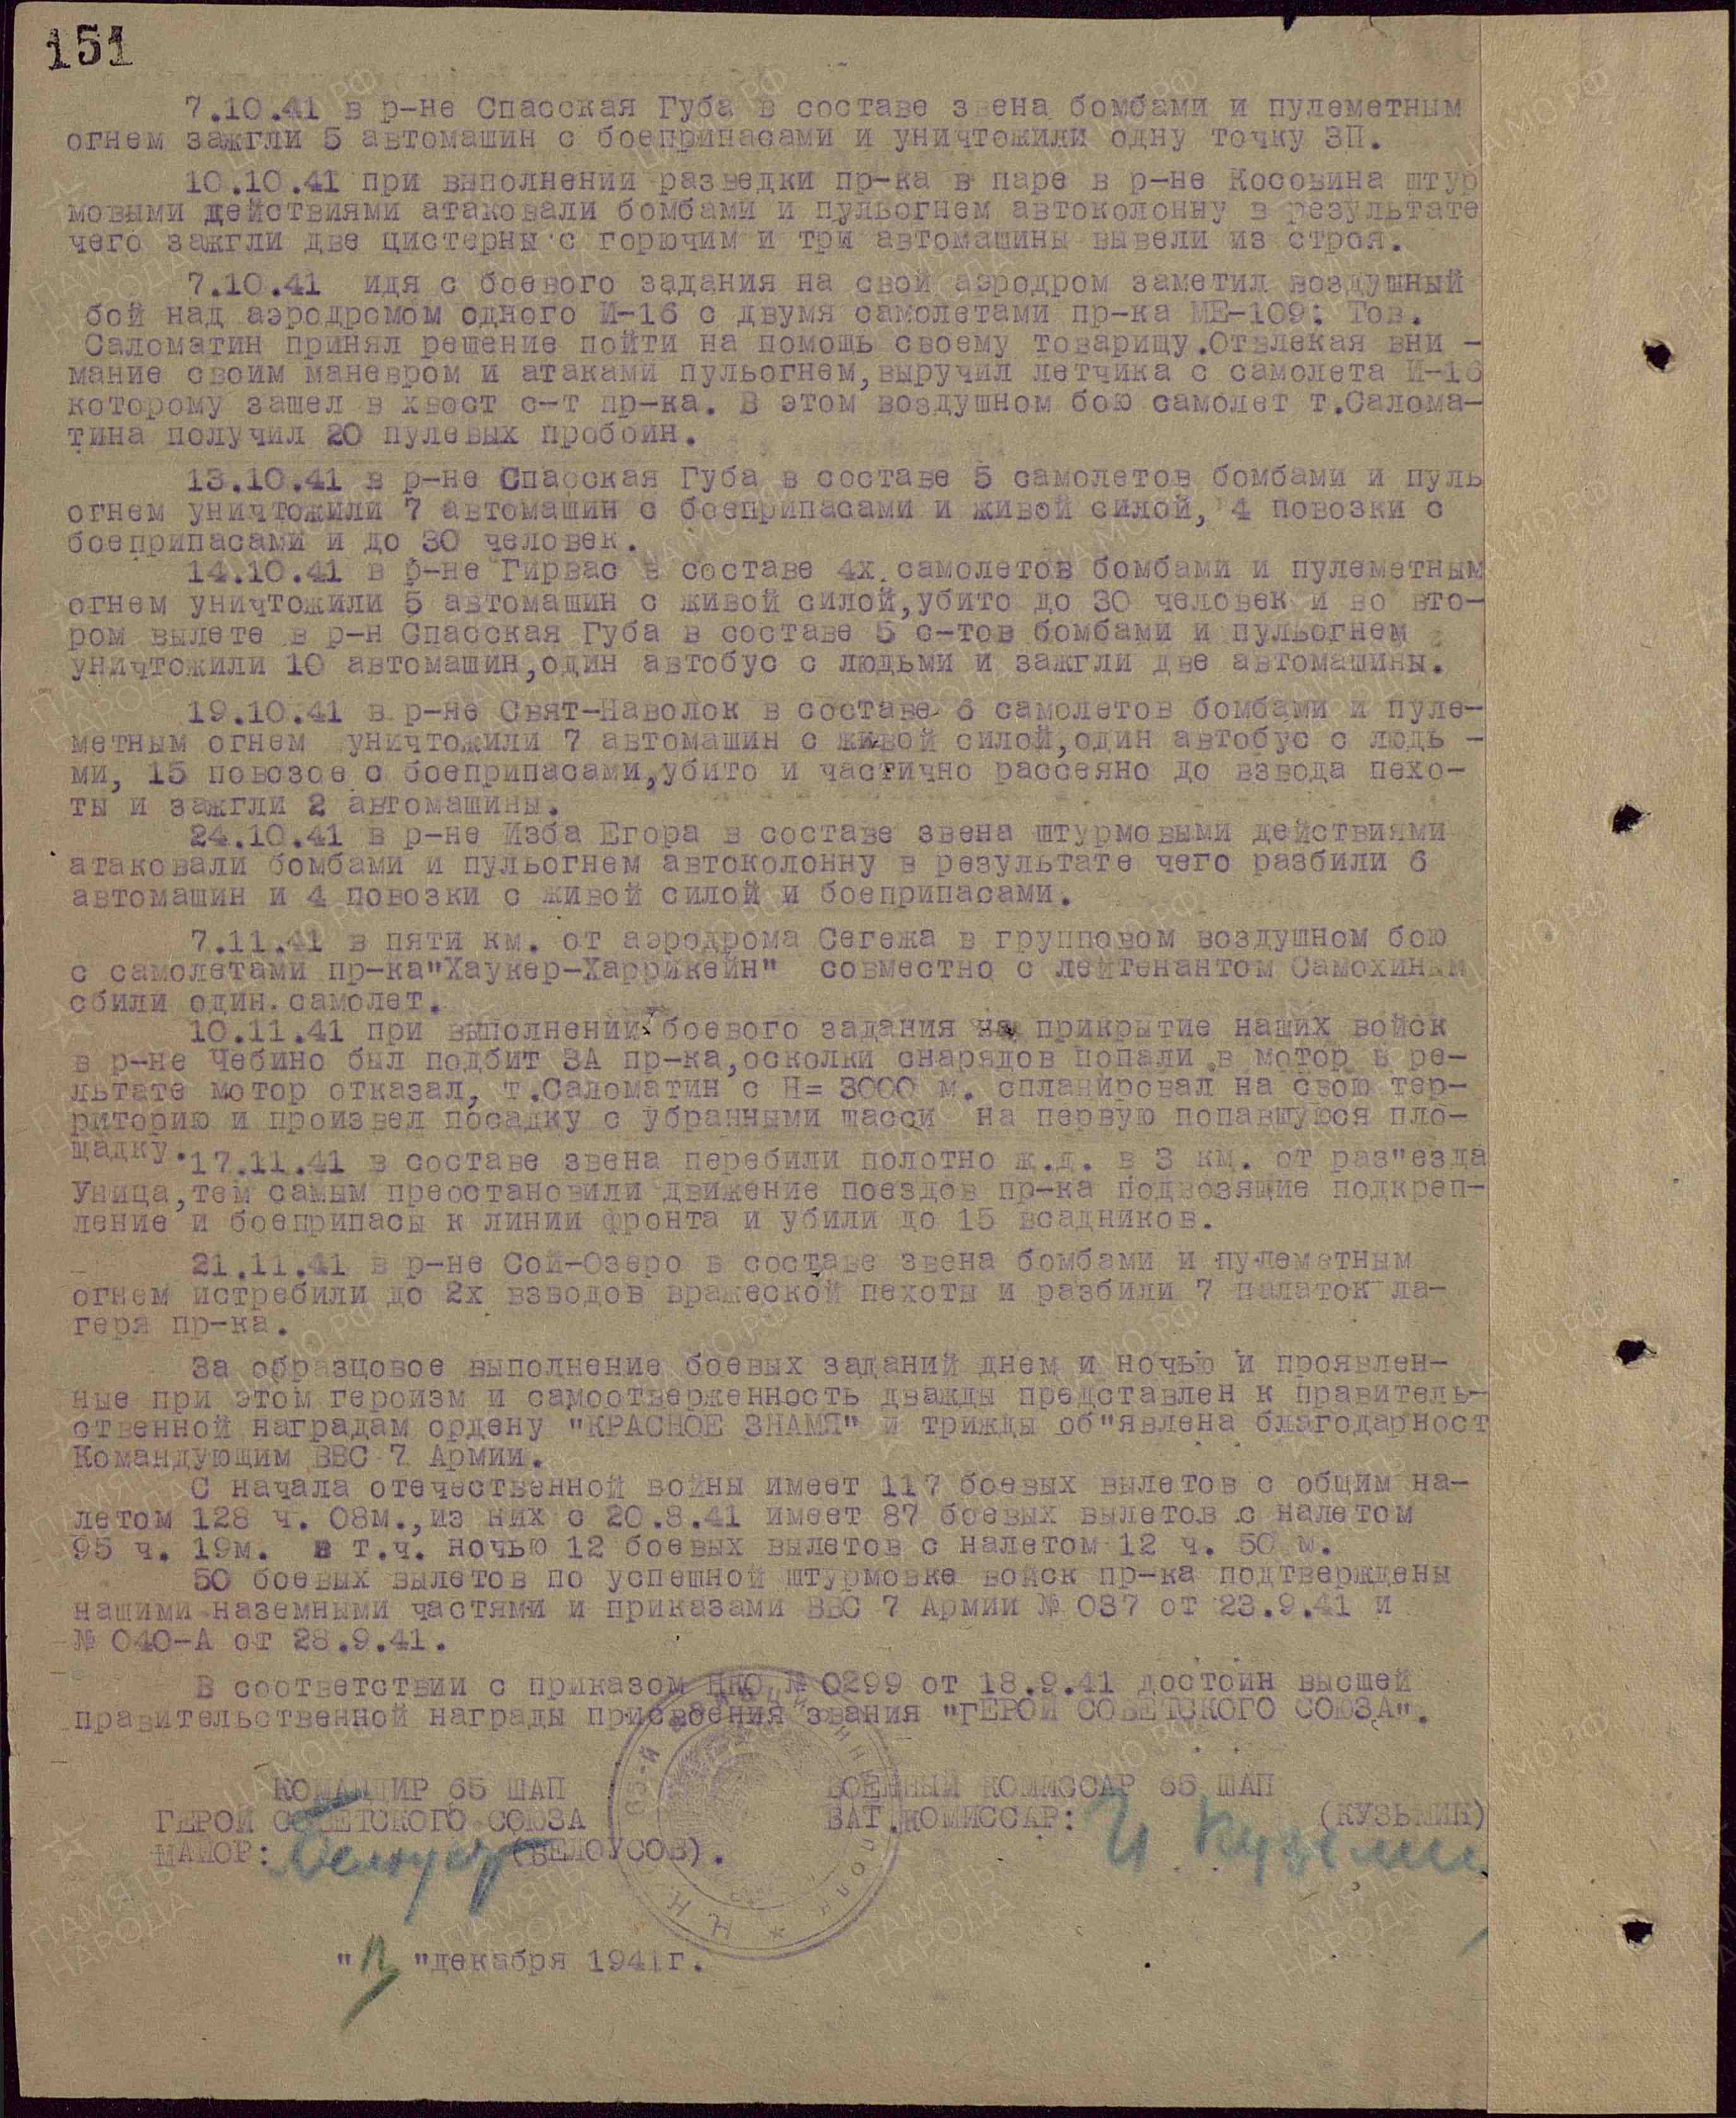 151
7.10.41 в р-не Спасская Губа в составе звена бомбами и пулеметным
огнем зажгли 5 автомашин с боеприпасами и уничтожили одну точку ЗП.
10.10.41 при выполнении разведки пр-ка в паре в р-не Косовина штур
мовыми действиями атаковали бомбами и пульогнем автоколонну в результате
чего зажгли две цистерны с горючим и три автомашины вывели из строя.
7.10.41 идя с боевого задания на свой аэродром заметил воздушный
бой над аэродромом одного И-16 с двумя самолетами пр-ка МЕ-109: Тов.
Саломатин принял решение пойти на помощь своему товарищу.Отвлекая вни -
мание своим маневром и атаками пульогнем,выручил летчика с самолета И-16
которому зашел в хвост с-т пр-ка. В этом воздушном бою самолет т.Салома-
тина получил 20 пулевых пробоин.
13.10.41 в р-не Спасская Губа в составе 5 самолетов бомбами и пуль
огнем уничтожили 7 автомашин с боеприпасами и живой силой, 4 повозки с
боеприпасами и до 30 человек.
14.10.41 в р-не Гирвас в составе 4х самолетов бомбами и пулеметным
огнем уничтожили 5 автомашин с живой силой,убито до 30 человек и во вто-
ром вылете в р-н Спасская Губа в составе 5 с-тов бомбами и пульогнем
уничтожили 10 автомашин,один автобус с людьми и зажгли две автомашины.
19.10.41 в р-не Свят-Наволок в составе 6 самолетов бомбами и пуле-
метным огнем уничтожили 7 автомашин с живой силой,один автобус с людь -
ми, 15 повозое с боеприпасами,убито и частично рассеяно до взвода пехо-
ты и зажгли 2 автомашины.
24.10.41 в р-не Изба Егора в составе звена штурмовыми действиями
атаковали бомбами и пульогнем автоколонну в результате чего разбили 6
автомашин и 4 повозки с живой силой и боеприпасами.
7.11.41 в пяти км. от аэродрома Сегежа в групповом воздушном бою
с самолетами пр-ка"Хаукер-Харрикейн" совместно с лейтенантом Самохиным
сбили один самолет.
10.11.41 при выполнении боевого задания на прикрытие наших войск
в р-не Чебино был подбит ЗА пр-ка,осколки снарядов попали в мотор в ре-
льтате мотор отказал, т.Саломатин с Н= 3000 м. спланировал на свою тер-
риторию и произвел посадку с убранными шасси на первую попавшуюся пло-
щадку.
17.11.41 в составе звена перебили полотно ж.д. в 3 км. от раз"езда
Уница,тем самым преостановили движение поездов пр-ка подвозящие подкреп-
ление и боеприпасы к линии фронта и убили до 15 всадников.
21.11.41 в р-не Сой-Озеро в составе звена бомбами и пулеметным
огнем истребили до 2х взводов вражеской пехоты и разбили 7 палаток ла-
геря пр-ка.
За образцовое выполнение боевых заданий днем и ночью и проявлен-
ные при этом героизм и самоотверженность дважды представлен к правитель-
ственной наградам ордену "КРАСНОЕ ЗНАМЯ" и трижды об"явлена благодарност
Командующим ВВС 7 Армии.
С начала отечественной войны имеет 117 боевых вылетов с общим на-
летом 128 ч. 08м.,из них с 20.8.41 имеет 87 боевых вылетов с налетом
95 ч. 19м. в т.ч. ночью 12 боевых вылетов с налетом 12 ч. 50 м.
50 боевых вылетов по успешной штурмовке войск пр-ка подтверждены
нашими наземными частями и приказами ВВС 7 Армии № 037 от 23.9.41 и
№ 040-А от 28.9.41.
В соответствии с приказом НКО № 0299 от 18.9.41 достоин высшей
правительственной награды присвоения звания "ГЕРОЙ СОВЕТСКОГО СОЮЗА".
КОМАНДИР 65 ШАП
ГЕРОЙ СОВЕТСКОГО СОЮЗА
МАЙОР: (БЕЛОУСОВ).
ВОЕННЫЙ КОМИССАР 65 ШАП
БАТ.КОМИССАР: (КУЗЬМИН)
" "декабря 1941г.